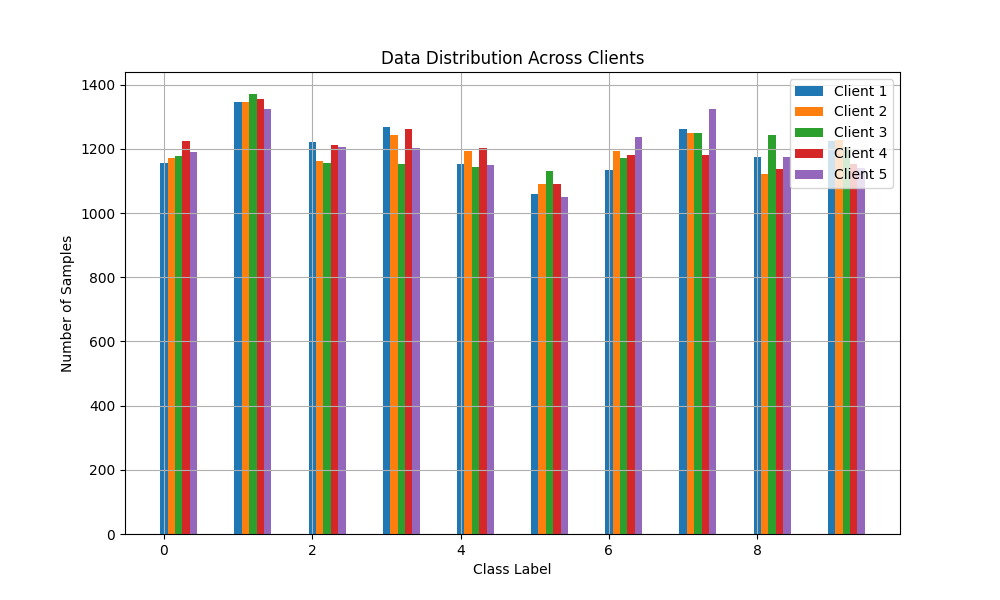 Data Distribution Across Clients
1400
1200
1000
800
600
400
200
0
Number of Samples
Client 1
Client 2
Client 3
Client 4
Client 5
0 2 4 6 8
Class Label